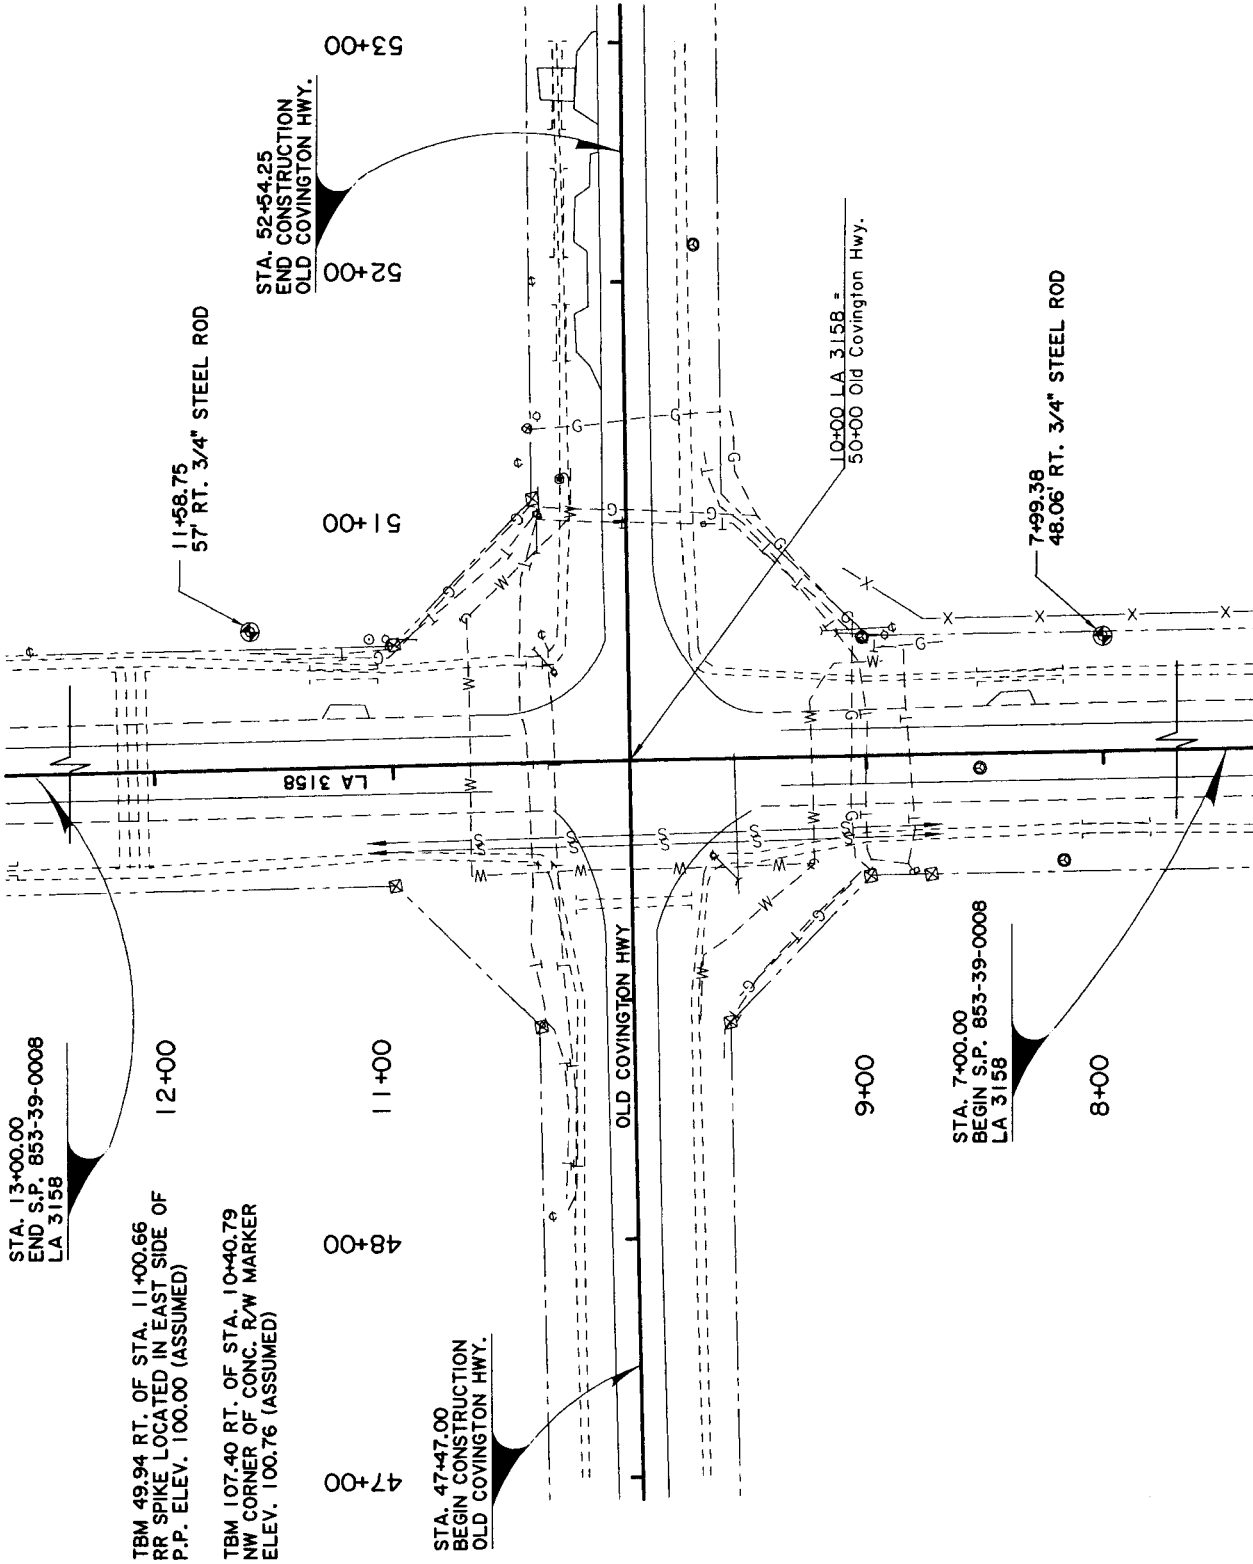 STA. 13+00.00
END S.P. 853-39-0008
LA 3158
TBM 49.94 RT. OF STA. 11+00.66
RR SPIKE LOCATED IN EAST SIDE OF
P.P. ELEV. 100.00 (ASSUMED)
TBM 107.40 RT. OF STA. 10+40.79
NW CORNER OF CONC. R/W MARKER
ELEV. 100.76 (ASSUMED)
STA. 47+47.00
BEGIN CONSTRUCTION
OLD COVINGTON HWY.
STA. 52+54.25
END CONSTRUCTION
OLD COVINGTON HWY.
11+58.75
57' RT. 3/4" STEEL ROD
10+00 LA 3158 =
50+00 Old Covington Hwy.
7+99.38
48.06' RT. 3/4" STEEL ROD
STA. 7+00.00
BEGIN S.P. 853-39-0008
LA 3158
LA 3158
OLD COVINGTON HWY
12+00
11+00
9+00
8+00
47+00
48+00
51+00
52+00
53+00